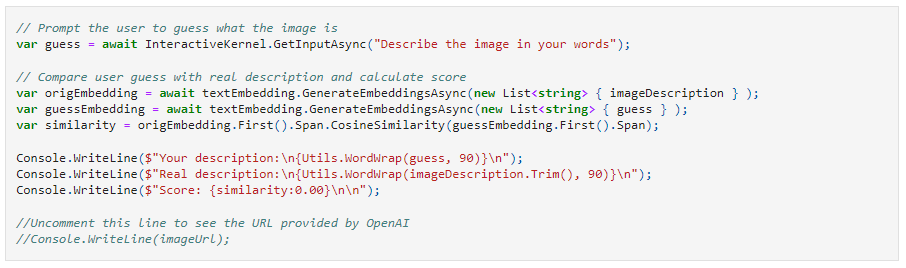 // Prompt the user to guess what the image is
var guess = await InteractiveKernel.GetInputAsync("Describe the image in your words");
// Compare user guess with real description and calculate score
var origEmbedding = await textEmbedding.GenerateEmbeddingsAsync(new List<string> { imageDescription } );
var guessEmbedding = await textEmbedding.GenerateEmbeddingsAsync(new List<string> { guess } );
var similarity = origEmbedding.First().Span.CosineSimilarity(guessEmbedding.First().Span);
Console.WriteLine($"Your description:\n{Utils.WordWrap(guess, 90)}\n");
Console.WriteLine($"Real description:\n{Utils.WordWrap(imageDescription.Trim(), 90)}\n");
Console.WriteLine($"Score: {similarity:0.00}\n\n");
//Uncomment this line to see the URL provided by OpenAI
//Console.WriteLine(imageUrl);